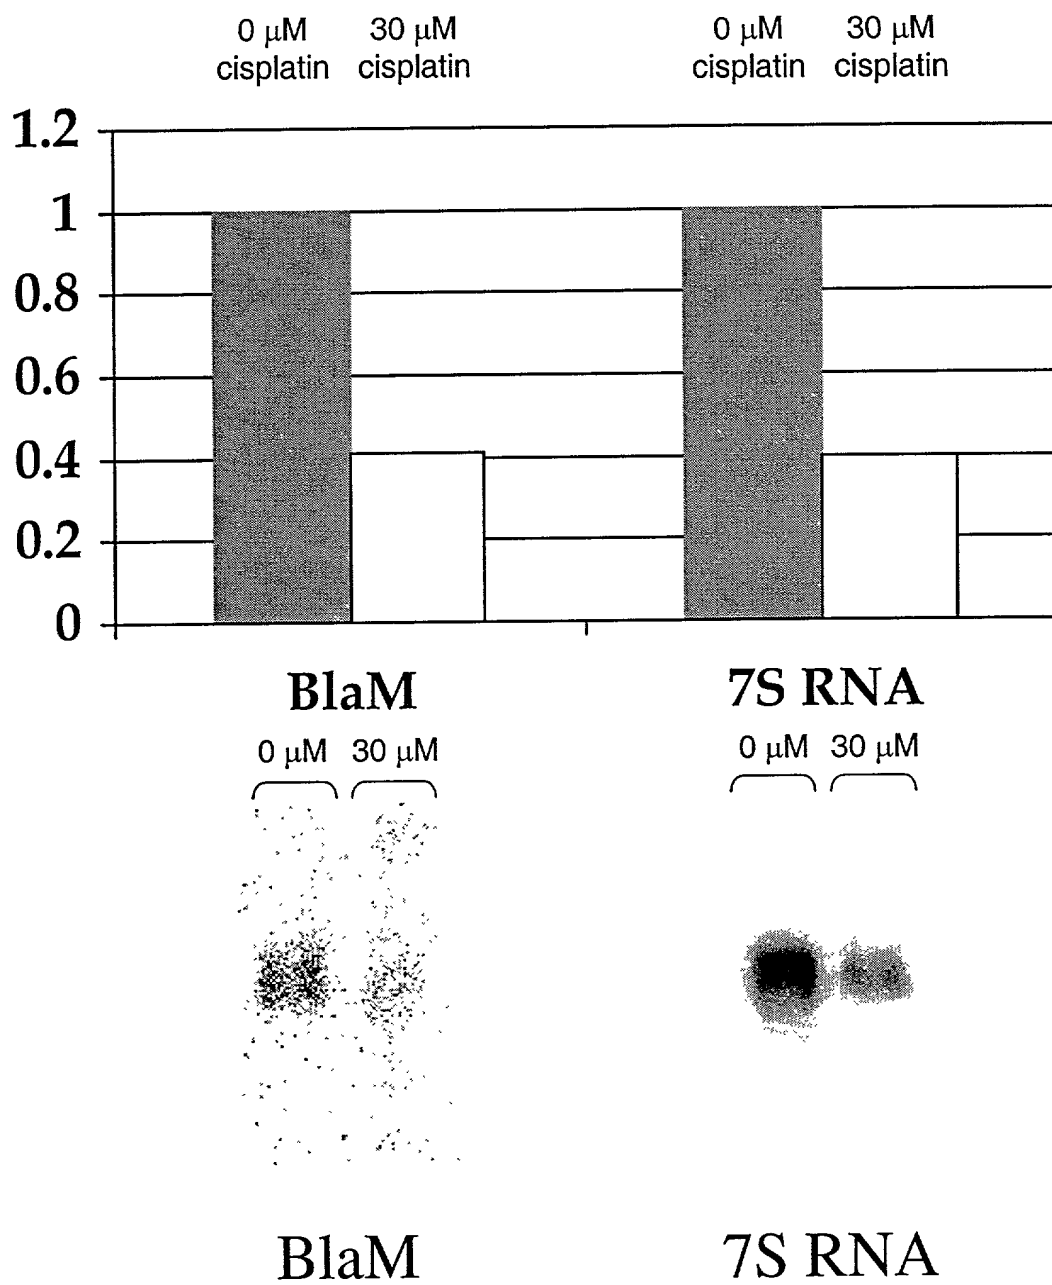 0 μM 30 μM 0 μM 30 μM
cisplatin cisplatin cisplatin cisplatin
1.2
1
0.8
0.6
0.4
0.2
0
BlaM 7S RNA
0 μM 30 μM 0 μM 30 μM
BlaM 7S RNA